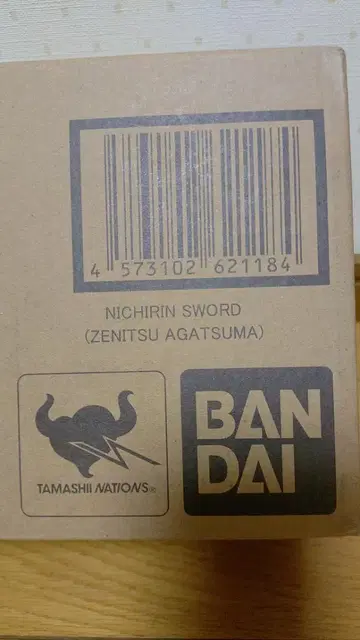 4 573102 621184
NICHIRIN SWORD
(ZENITSU AGATSUMA)
TAMASHII NATIONS®
BAN
DAI